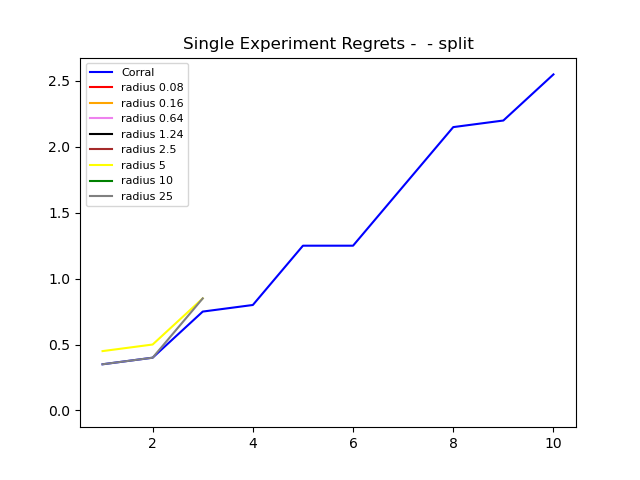 Single Experiment Regrets -  - split
Corral
radius 0.08
radius 0.16
radius 0.64
radius 1.24
radius 2.5
radius 5
radius 10
radius 25
2.5
2.0
1.5
1.0
0.5
0.0
2 4 6 8 10